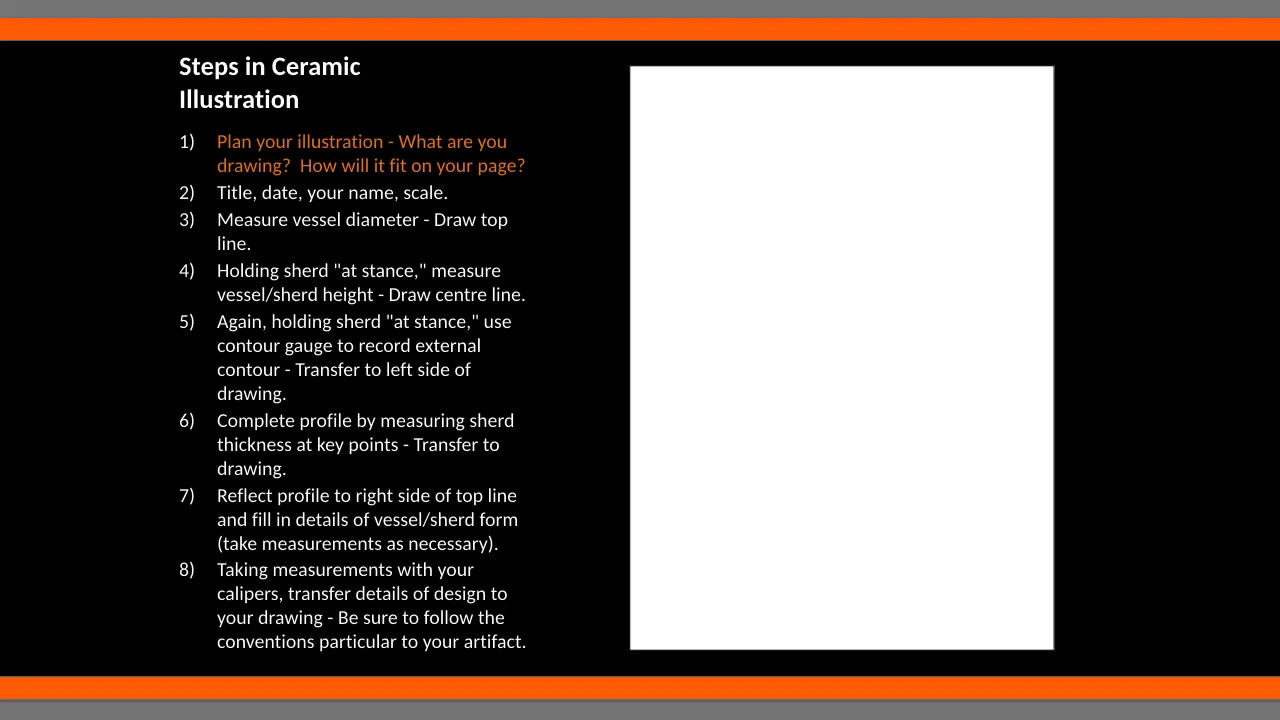 Steps in Ceramic
Illustration
1) Plan your illustration - What are you
drawing?  How will it fit on your page?
2) Title, date, your name, scale.
3) Measure vessel diameter - Draw top
line.
4) Holding sherd "at stance," measure
vessel/sherd height - Draw centre line.
5) Again, holding sherd "at stance," use
contour gauge to record external
contour - Transfer to left side of
drawing.
6) Complete profile by measuring sherd
thickness at key points - Transfer to
drawing.
7) Reflect profile to right side of top line
and fill in details of vessel/sherd form
(take measurements as necessary).
8) Taking measurements with your
calipers, transfer details of design to
your drawing - Be sure to follow the
conventions particular to your artifact.